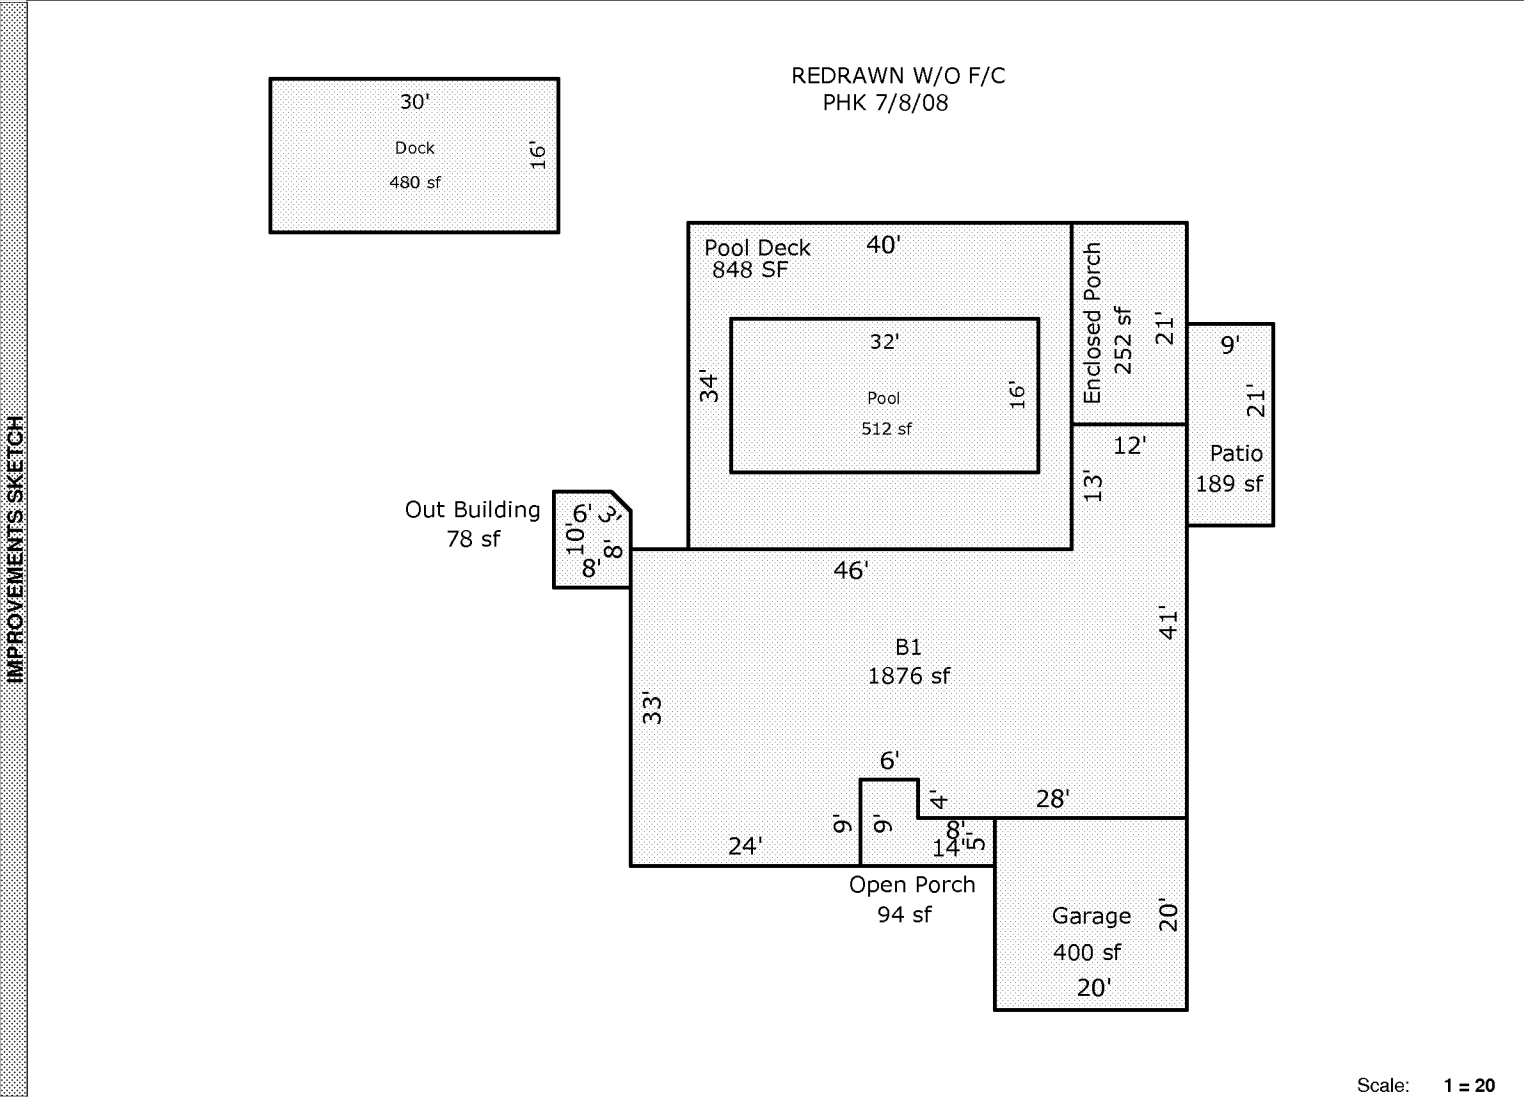 IMPROVEMENTS SKETCH
REDRAWN W/O F/C
PHK 7/8/08
30'
Dock
16'
480 sf
Pool Deck
848 SF
40'
34'
32'
Pool
16'
512 sf
Enclosed Porch
252 sf
21'
9'
21'
Patio
189 sf
12'
13'
Out Building
78 sf
6'
3'
10'
8'
8'
46'
41'
B1
1876 sf
33'
6'
4'
28'
9'
9'
8'
5'
14'
24'
Open Porch
94 sf
Garage
400 sf
20'
20'
Scale: 1 = 20